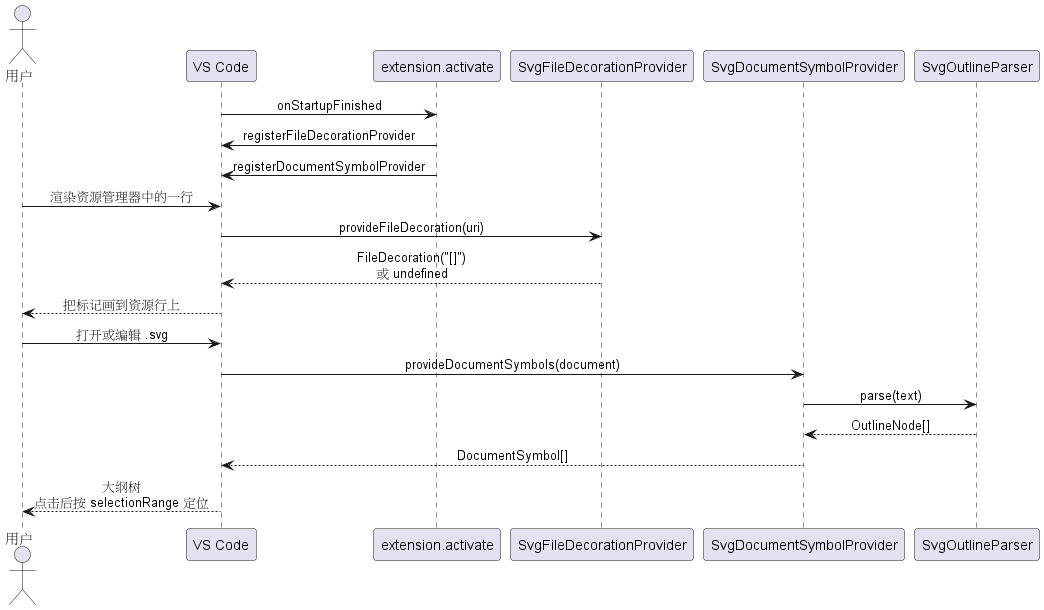 用户
VS Code
extension.activate
SvgFileDecorationProvider
SvgDocumentSymbolProvider
SvgOutlineParser
onStartupFinished
registerFileDecorationProvider
registerDocumentSymbolProvider
渲染资源管理器中的一行
provideFileDecoration(uri)
FileDecoration("[]")
或 undefined
把标记画到资源行上
打开或编辑 .svg
provideDocumentSymbols(document)
parse(text)
OutlineNode[]
DocumentSymbol[]
大纲树
点击后按 selectionRange 定位
用户
VS Code
extension.activate
SvgFileDecorationProvider
SvgDocumentSymbolProvider
SvgOutlineParser